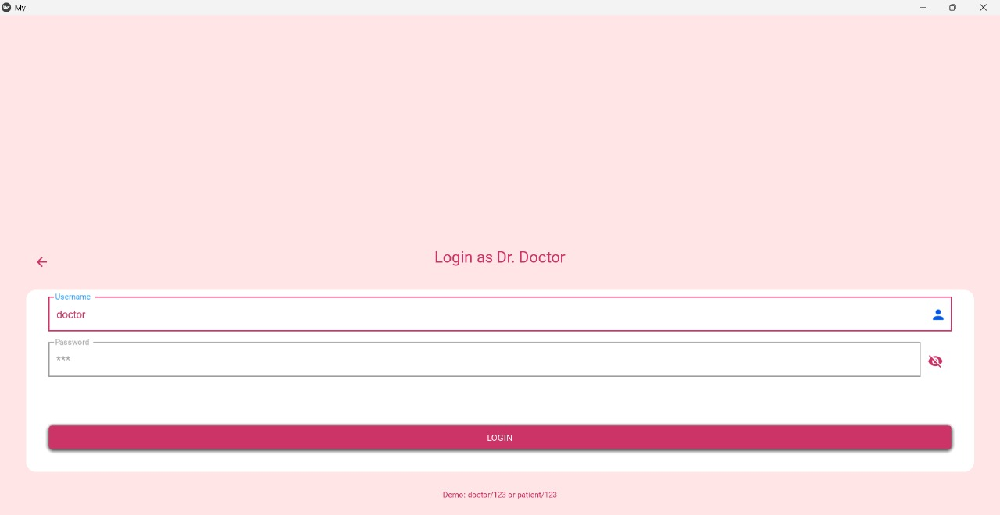 My
Login as Dr. Doctor
Username
doctor
Password
***
LOGIN
Demo: doctor/123 or patient/123